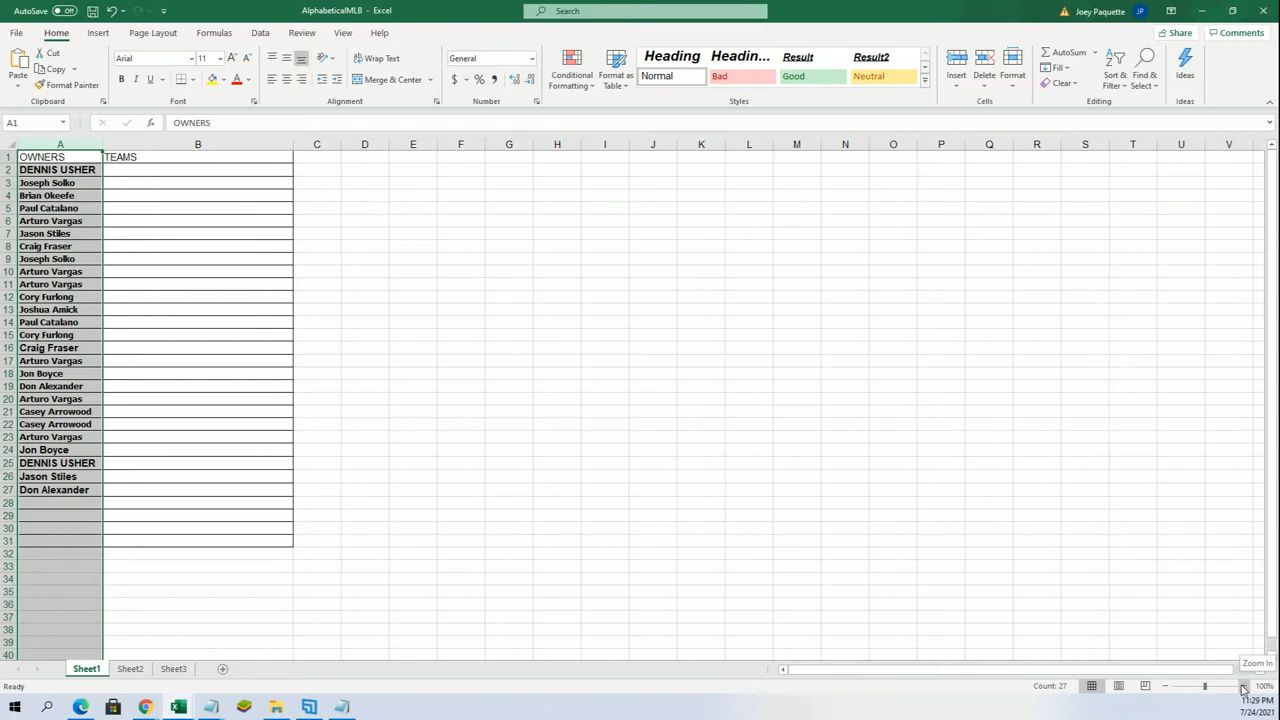 AutoSave Off AlphabeticalMLB - Excel Search Joey Paquette JP
File Home Insert Page Layout Formulas Data Review View Help Share Comments
Paste Cut Copy Format Painter Clipboard
Arial 11 B I U A Font
Wrap Text Merge & Center Alignment
General $ % , Number
Conditional Formatting Format as Table
Heading Headin... Result Result2
Normal Bad Good Neutral
Styles
Insert Delete Format Cells
AutoSum Fill Clear Sort & Filter Find & Select Editing
Ideas Ideas
A1 fx OWNERS
A B C D E F G H I J K L M N O P Q R S T U V
1 OWNERS TEAMS
2 DENNIS USHER
3 Joseph Solko
4 Brian Okeefe
5 Paul Catalano
6 Arturo Vargas
7 Jason Stiles
8 Craig Fraser
9 Joseph Solko
10 Arturo Vargas
11 Arturo Vargas
12 Cory Furlong
13 Joshua Amick
14 Paul Catalano
15 Cory Furlong
16 Craig Fraser
17 Arturo Vargas
18 Jon Boyce
19 Don Alexander
20 Arturo Vargas
21 Casey Arrowood
22 Casey Arrowood
23 Arturo Vargas
24 Jon Boyce
25 DENNIS USHER
26 Jason Stiles
27 Don Alexander
28
29
30
31
32
33
34
35
36
37
38
39
40
Zoom In
Sheet1 Sheet2 Sheet3
Ready Count: 27 100%
11:29 PM
7/24/2021